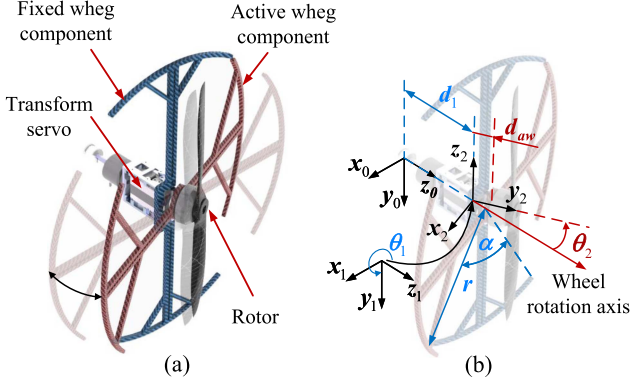 Fixed wheg
component
Active wheg
component
Transform
servo
Rotor
(a)
d1
daw
z2
x0
z0
y0
y2
x2
θ1
α
θ2
x1
z1
y1
r
Wheel
rotation axis
(b)